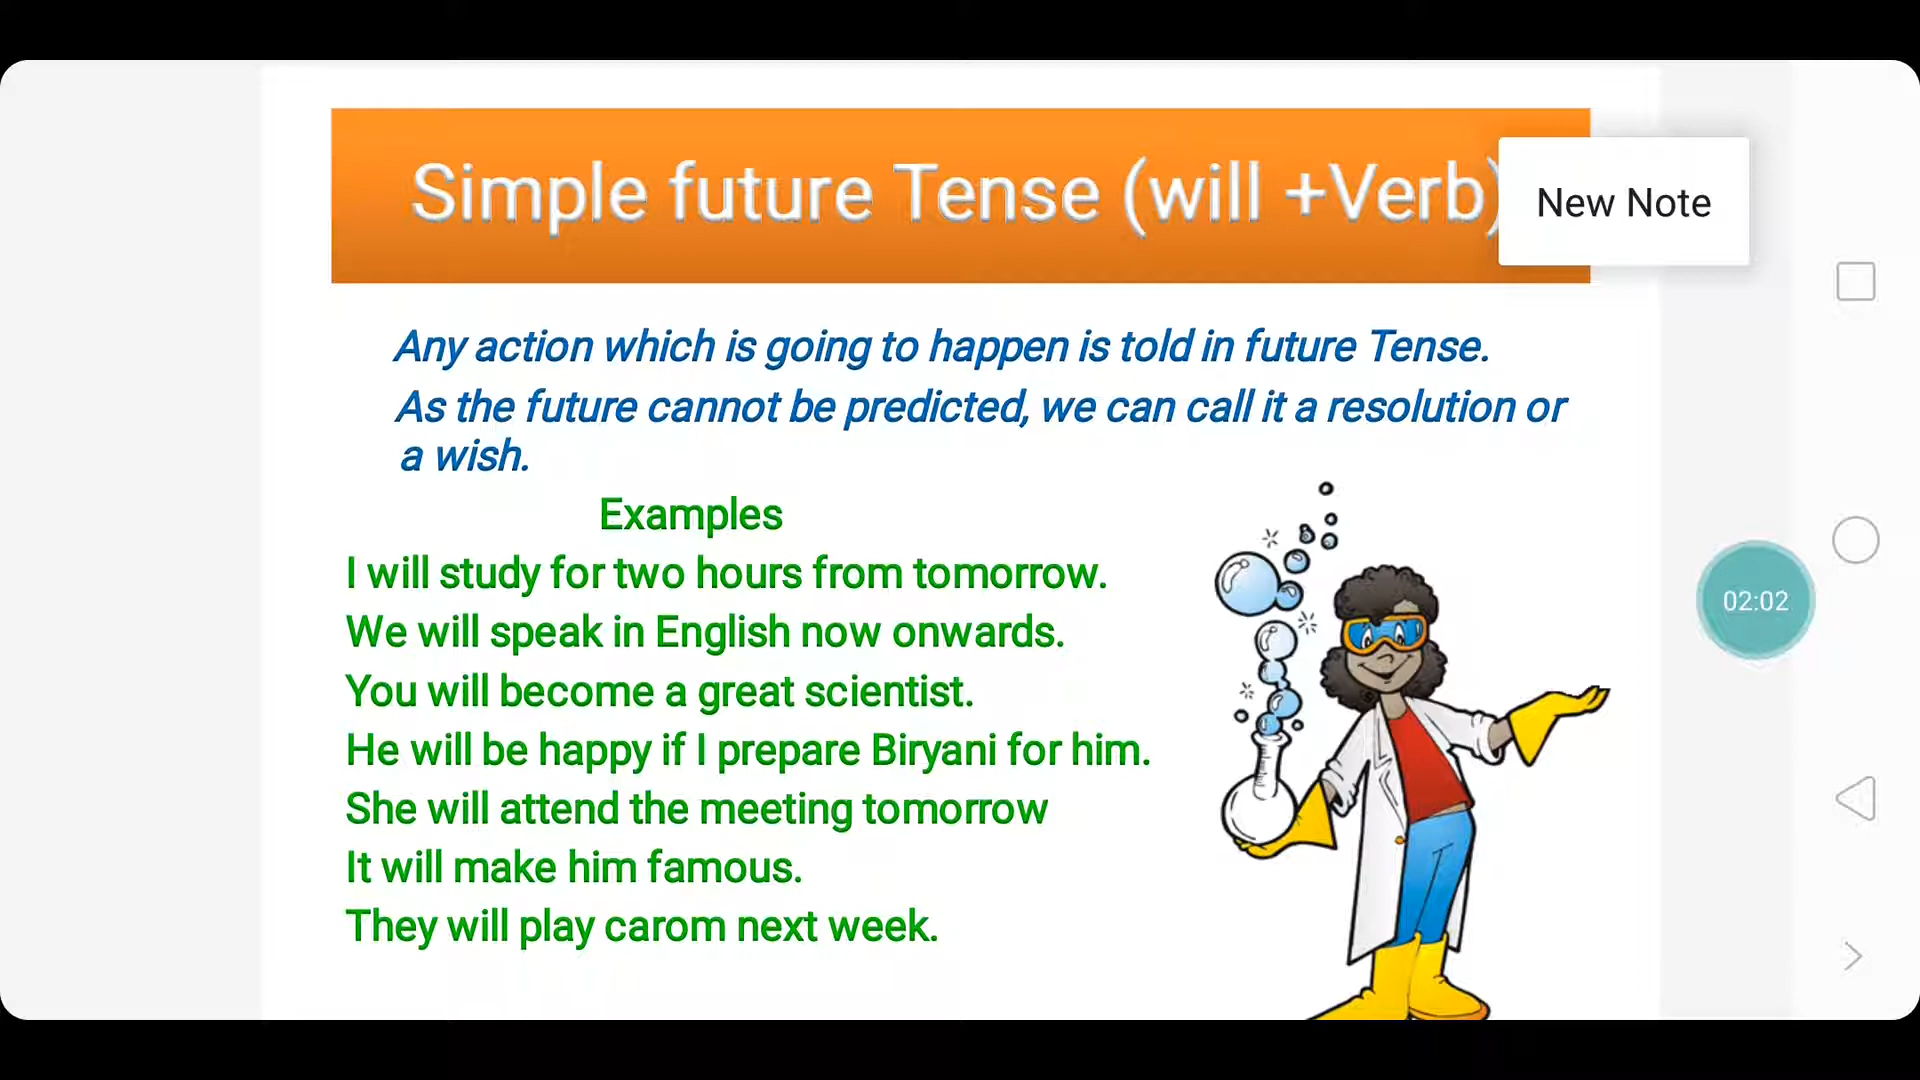 Simple future Tense (will +Verb)
New Note
Any action which is going to happen is told in future Tense.
As the future cannot be predicted, we can call it a resolution or
a wish.
Examples
I will study for two hours from tomorrow.
We will speak in English now onwards.
You will become a great scientist.
He will be happy if I prepare Biryani for him.
She will attend the meeting tomorrow
It will make him famous.
They will play carom next week.
02:02